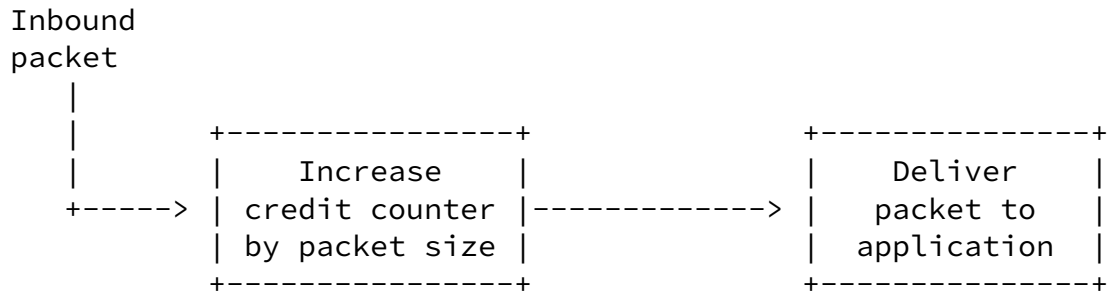 Inbound
packet
Increase
credit counter
by packet size
Deliver
packet to
application